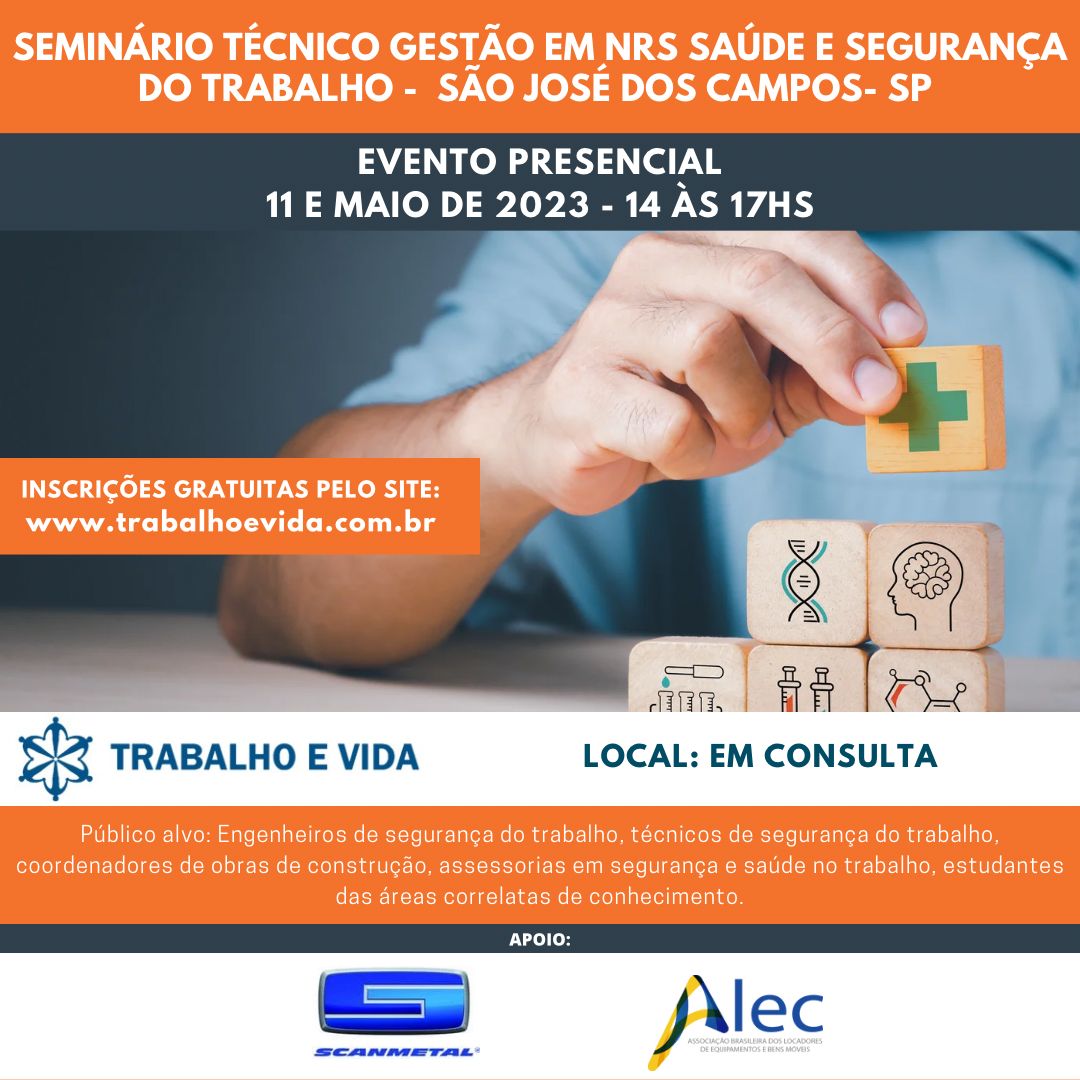 SEMINÁRIO TÉCNICO GESTÃO EM NRS SAÚDE E SEGURANÇA
DO TRABALHO - SÃO JOSÉ DOS CAMPOS- SP
EVENTO PRESENCIAL
11 E MAIO DE 2023 - 14 ÀS 17HS
INSCRIÇÕES GRATUITAS PELO SITE:
www.trabalhoevida.com.br
TRABALHO E VIDA
LOCAL: EM CONSULTA
Público alvo: Engenheiros de segurança do trabalho, técnicos de segurança do trabalho,
coordenadores de obras de construção, assessorias em segurança e saúde no trabalho, estudantes
das áreas correlatas de conhecimento.
APOIO:
SCANMETAL
Alec
ASSOCIAÇÃO BRASILEIRA DOS LOCADORES
DE EQUIPAMENTOS E BENS MÓVEIS